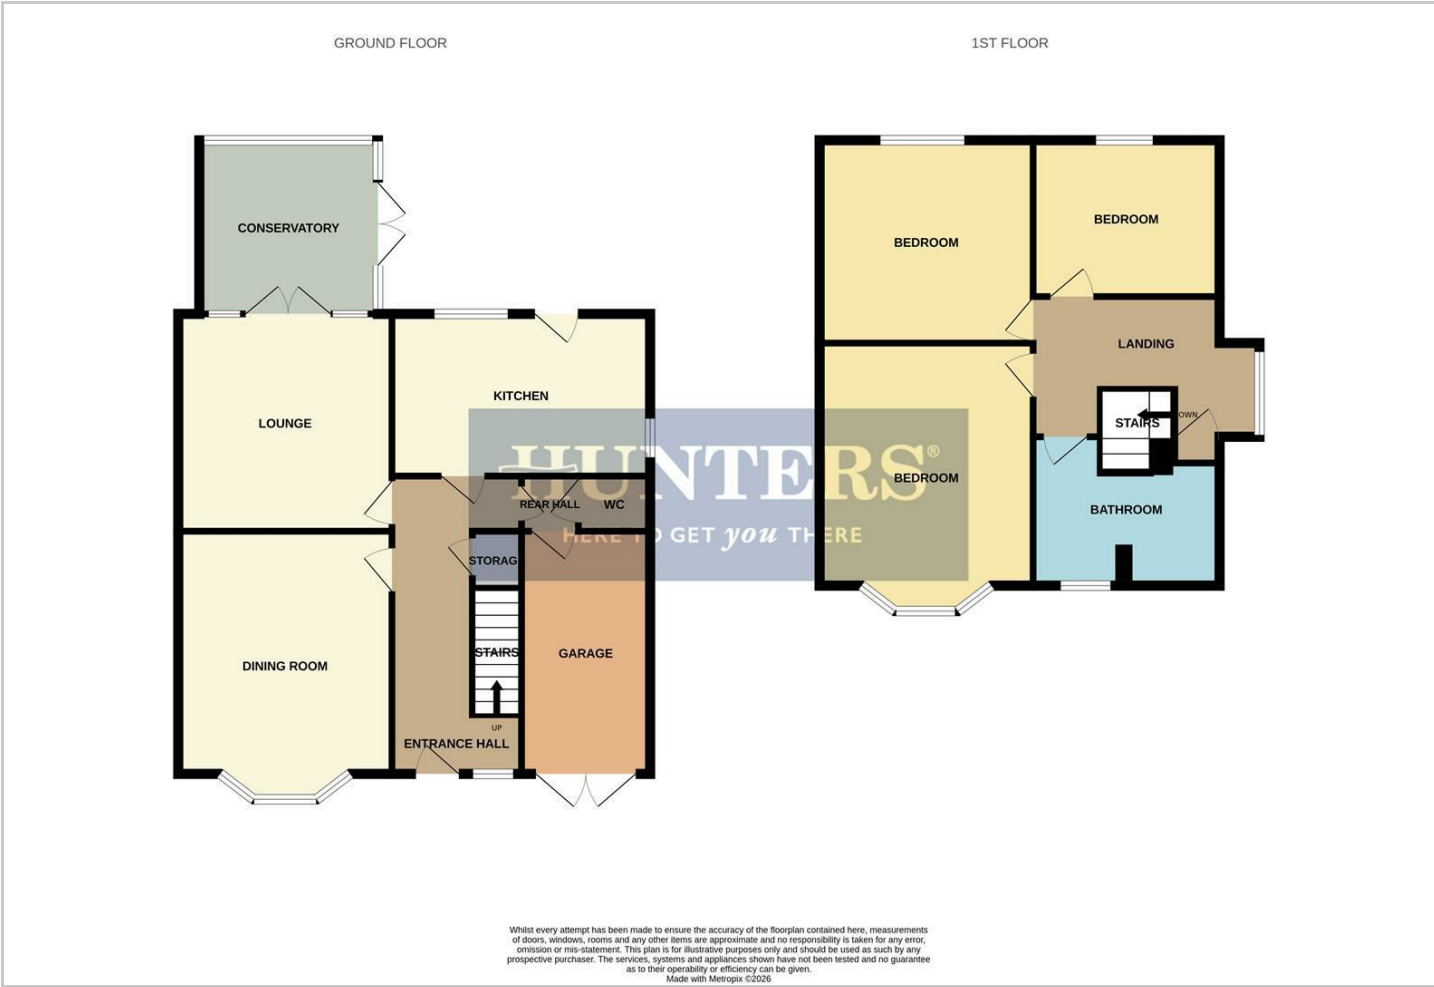 GROUND FLOOR
1ST FLOOR
CONSERVATORY
LOUNGE
KITCHEN
REAR HALL
WC
STORAG
DINING ROOM
STAIRS
GARAGE
UP
ENTRANCE HALL
BEDROOM
BEDROOM
LANDING
STAIRS
OWN
BEDROOM
BATHROOM
HUNTERS®
HERE TO GET you THERE
Whilst every attempt has been made to ensure the accuracy of the floorplan contained here, measurements
of doors, windows, rooms and any other items are approximate and no responsibility is taken for any error,
omission or mis-statement. This plan is for illustrative purposes only and should be used as such by any
prospective purchaser. The services, systems and appliances shown have not been tested and no guarantee
as to their operability or efficiency can be given.
Made with Metropix ©2026